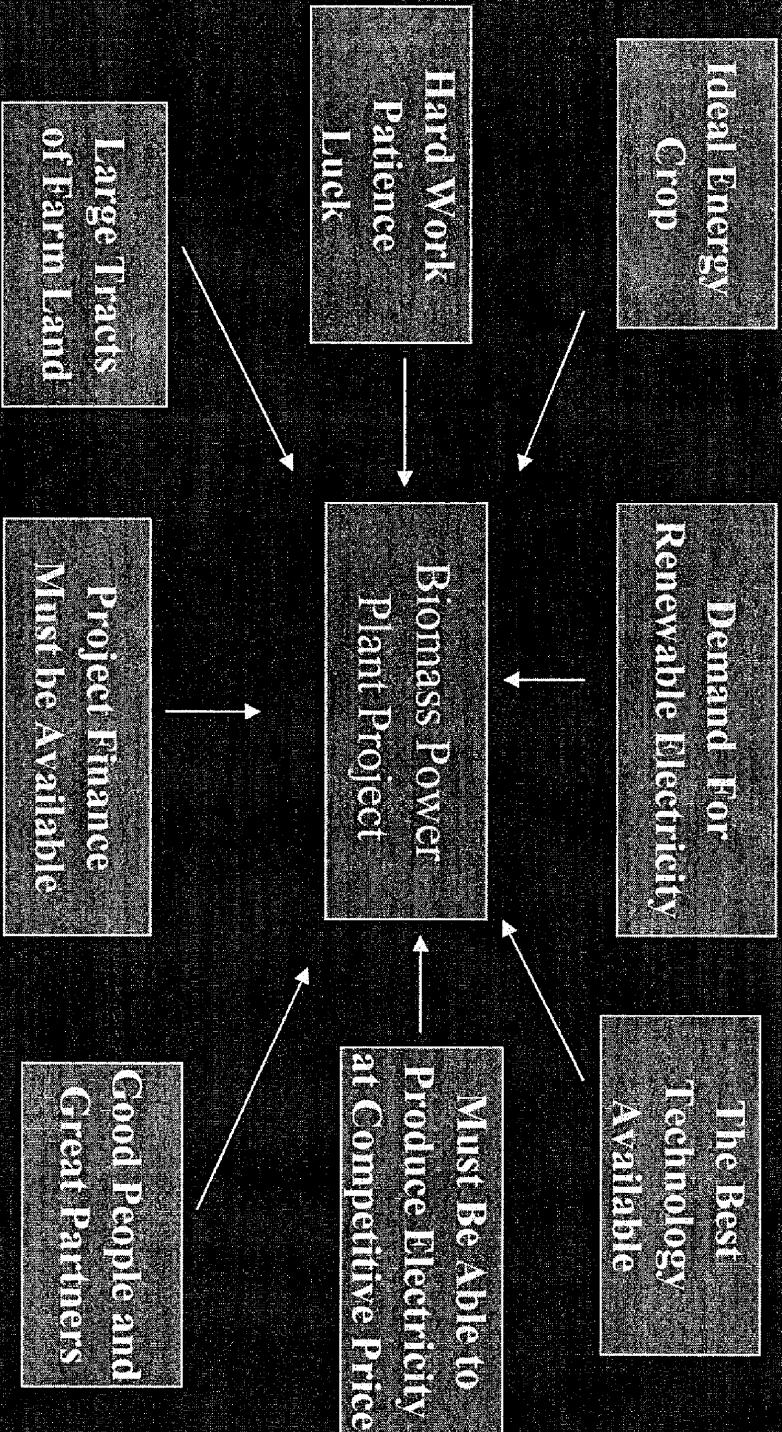 Ideal Energy
Crop
Demand For
Renewable Electricity
The Best
Technology
Available
Hard Work
Patience
Luck
Biomass Power
Plant Project
Must Be Able to
Produce Electricity
at Competitive Price
Large Tracts
of Farm Land
Project Finance
Must be Available
Good People and
Great Partners